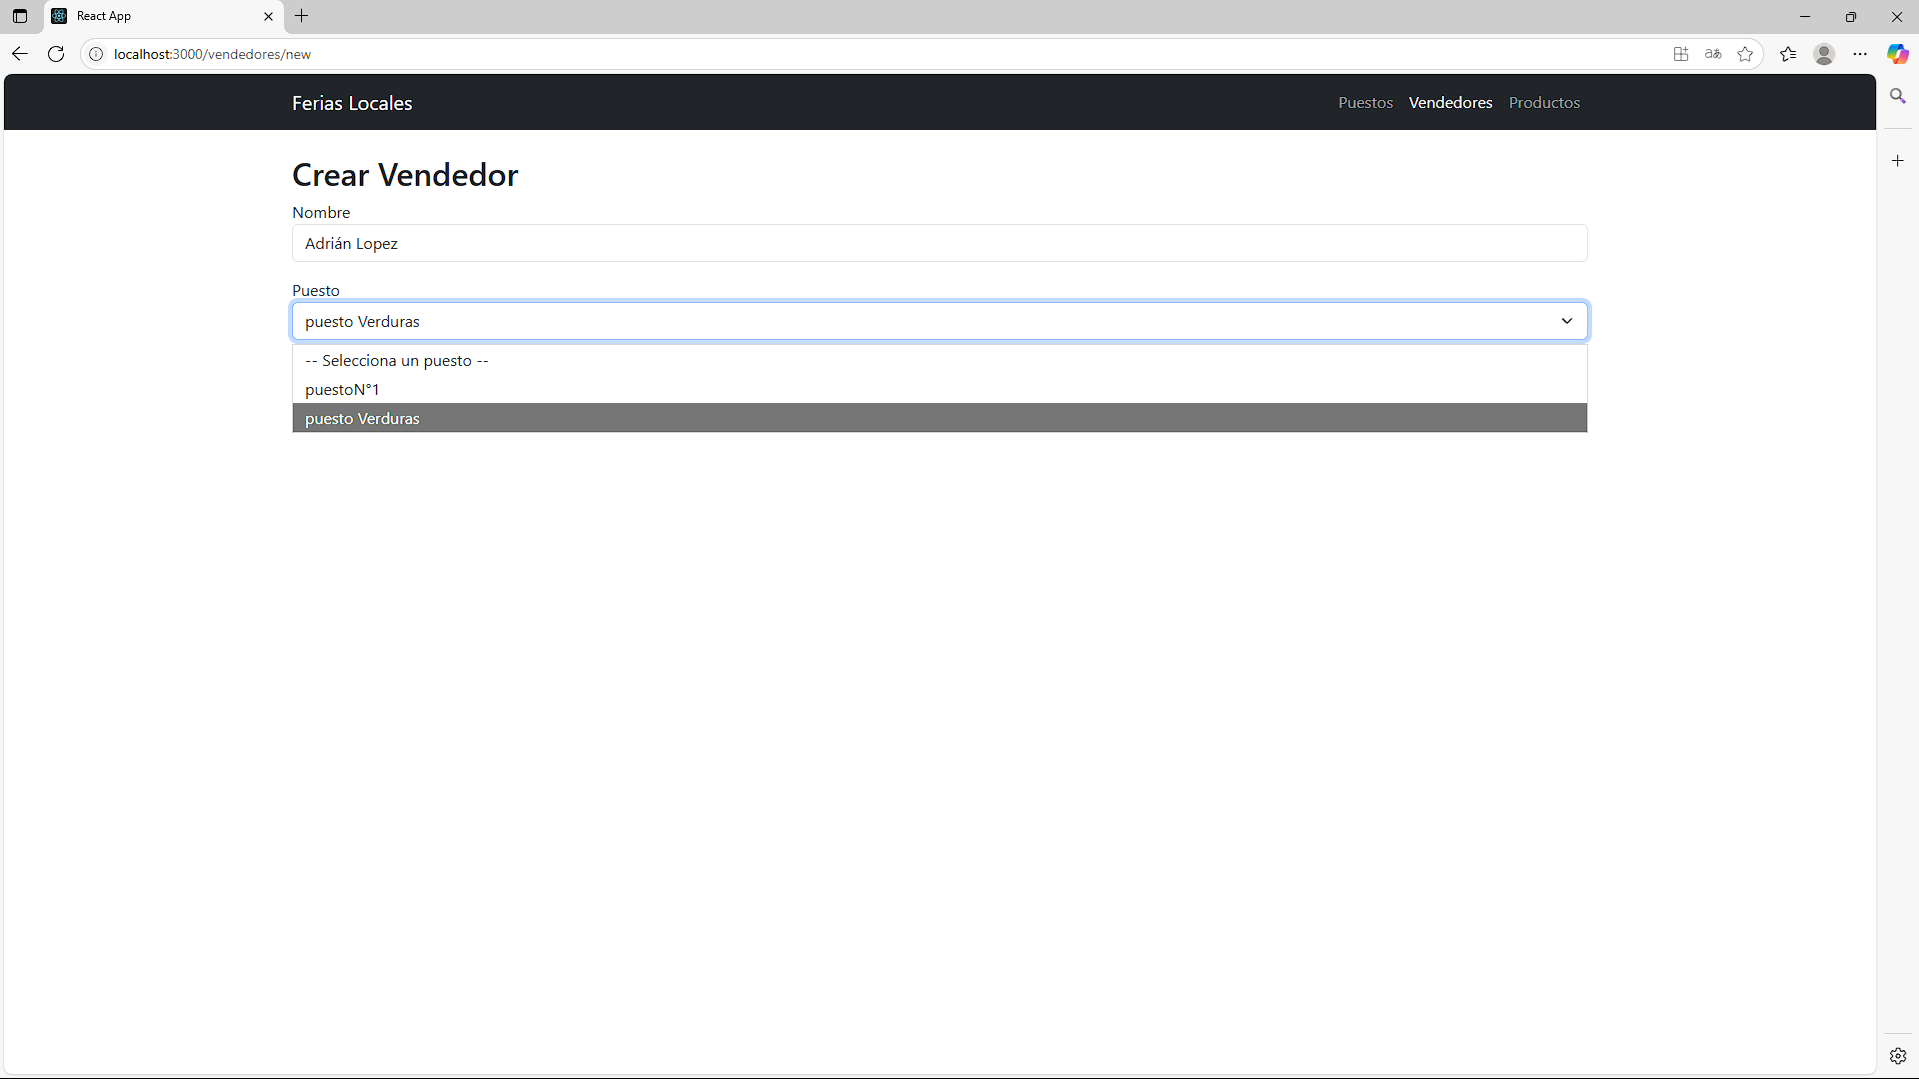 React App
localhost:3000/vendedores/new
Ferias Locales
Puestos Vendedores Productos
Crear Vendedor
Nombre
Adrián Lopez
Puesto
puesto Verduras
-- Selecciona un puesto --
puestoN°1
puesto Verduras